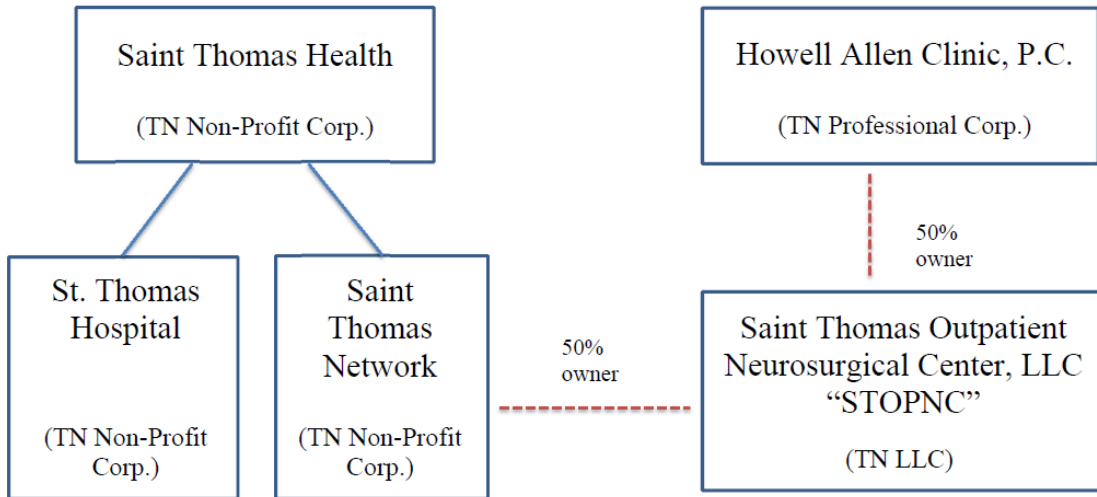 Saint Thomas Health
(TN Non-Profit Corp.)
Howell Allen Clinic, P.C.
(TN Professional Corp.)
50%
owner
St. Thomas
Hospital
(TN Non-Profit
Corp.)
Saint
Thomas
Network
(TN Non-Profit
Corp.)
50%
owner
Saint Thomas Outpatient
Neurosurgical Center, LLC
“STOPNC”
(TN LLC)